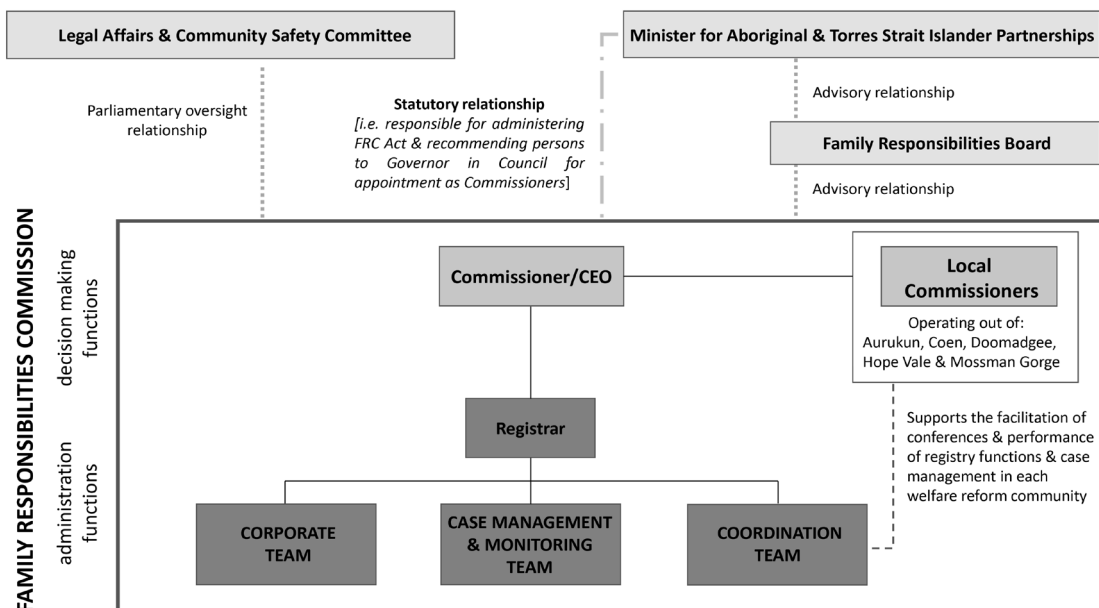 Legal Affairs & Community Safety Committee
Minister for Aboriginal & Torres Strait Islander Partnerships
Parliamentary oversight
relationship
Statutory relationship
[i.e. responsible for administering
FRC Act & recommending persons
to Governor in Council for
appointment as Commissioners]
Advisory relationship
Family Responsibilities Board
Advisory relationship
FAMILY RESPONSIBILITIES COMMISSION
decision making
functions
Commissioner/CEO
Local
Commissioners
Operating out of:
Aurukun, Coen, Doomadgee,
Hope Vale & Mossman Gorge
administration
functions
Registrar
Supports the facilitation of
conferences & performance
of registry functions & case
management in each
welfare reform community
CORPORATE
TEAM
CASE MANAGEMENT
& MONITORING
TEAM
COORDINATION
TEAM